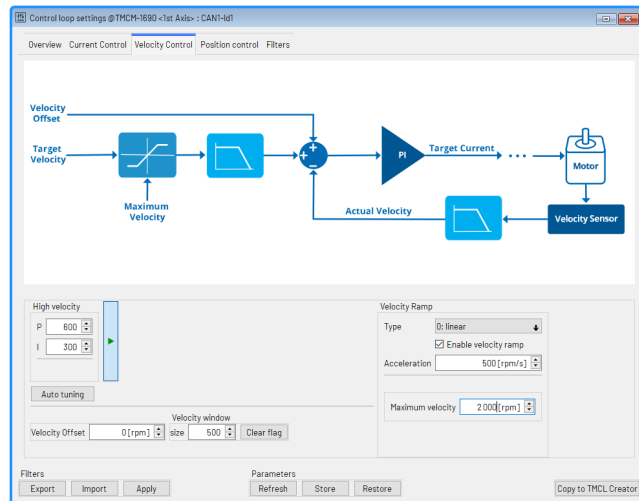 Control loop settings @TMCM-1690 <1st Axis> : CAN1-Id1
Overview Current Control Velocity Control Position control Filters
Velocity
Offset
Target
Velocity
Maximum
Velocity
PI
Target Current
Motor
Actual Velocity
Velocity Sensor
High velocity
P 600
I 300
Auto tuning
Velocity window
Velocity Offset 0 [rpm] size 500 Clear flag
Velocity Ramp
Type 0: linear
Enable velocity ramp
Acceleration 500 [rpm/s]
Maximum velocity 2 000 [rpm]
Filters
Export Import Apply
Parameters
Refresh Store Restore
Copy to TMCL Creator